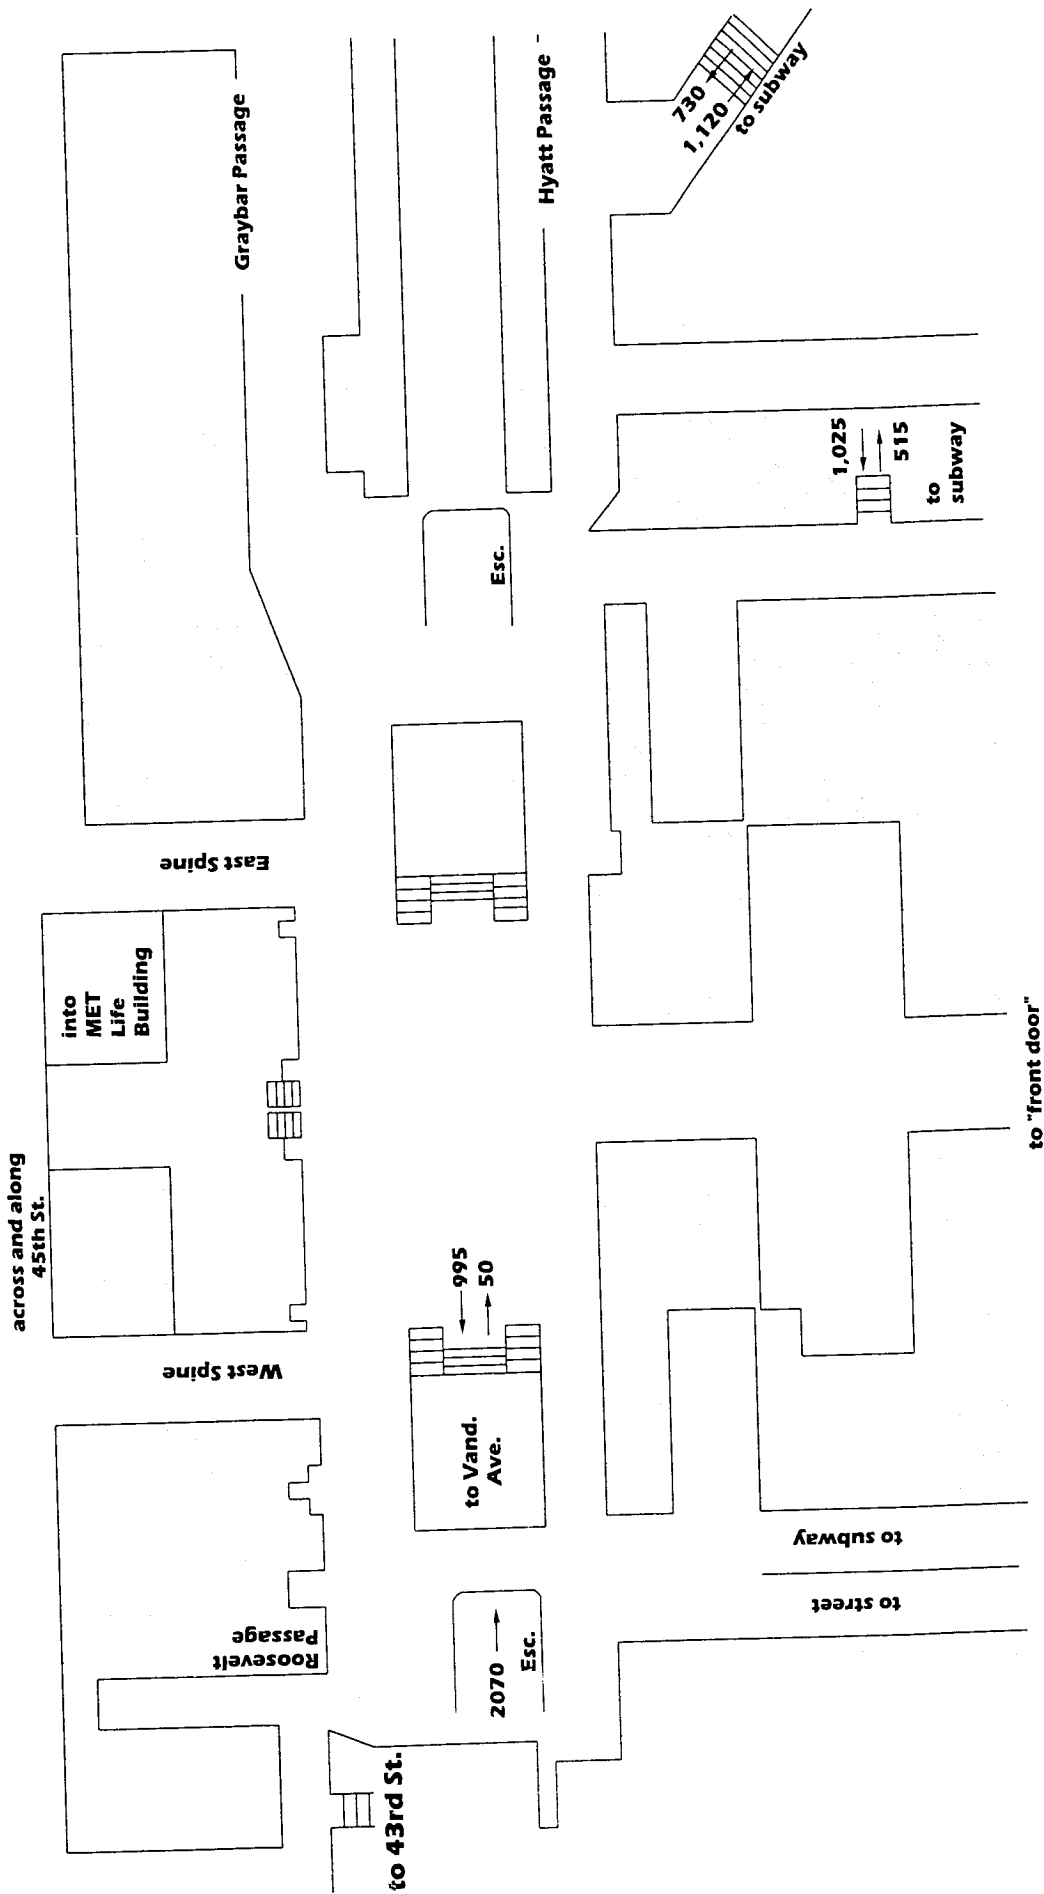 across and along
45th St.
into
MET
Life
Building
West Spine
East Spine
Graybar Passage
Roosevelt
Passage
to 43rd St.
2070
Esc.
to Vand.
Ave.
995
50
Esc.
Hyatt Passage
730
1,120
to subway
1,025
515
to
subway
to street
to subway
to "front door"